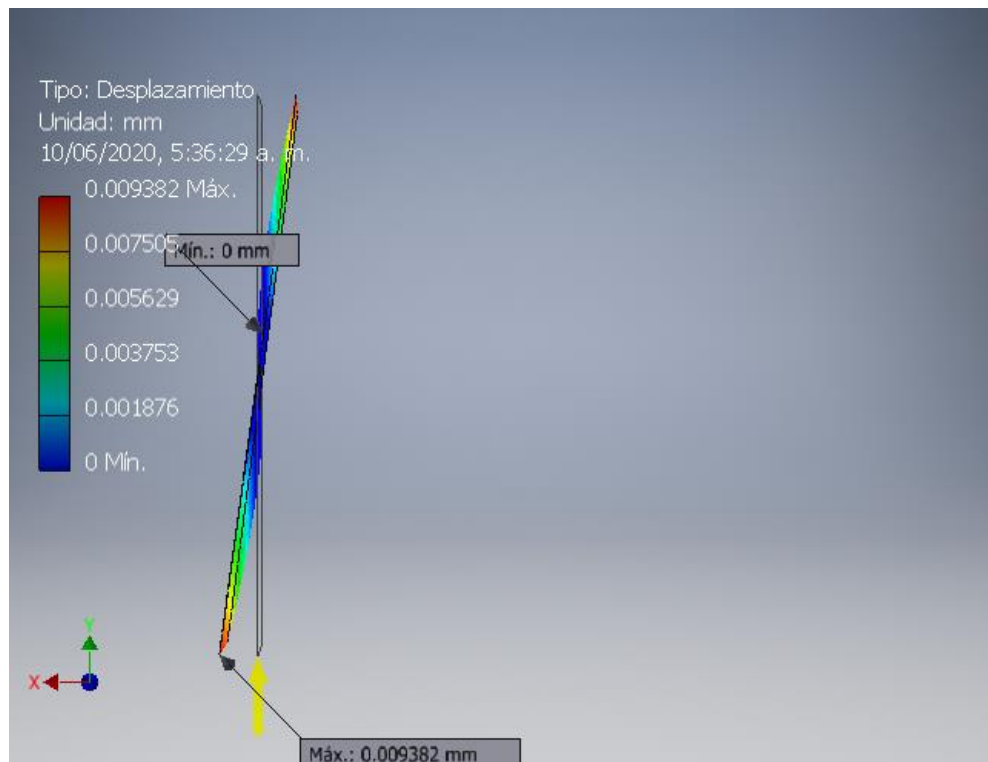 Tipo: Desplazamiento
Unidad: mm
10/06/2020, 5:36:29 a. m.
0.009382 Máx.
0.007505
Mín.: 0 mm
0.005629
0.003753
0.001876
0 Mín.
Y
X
Máx.: 0.009382 mm